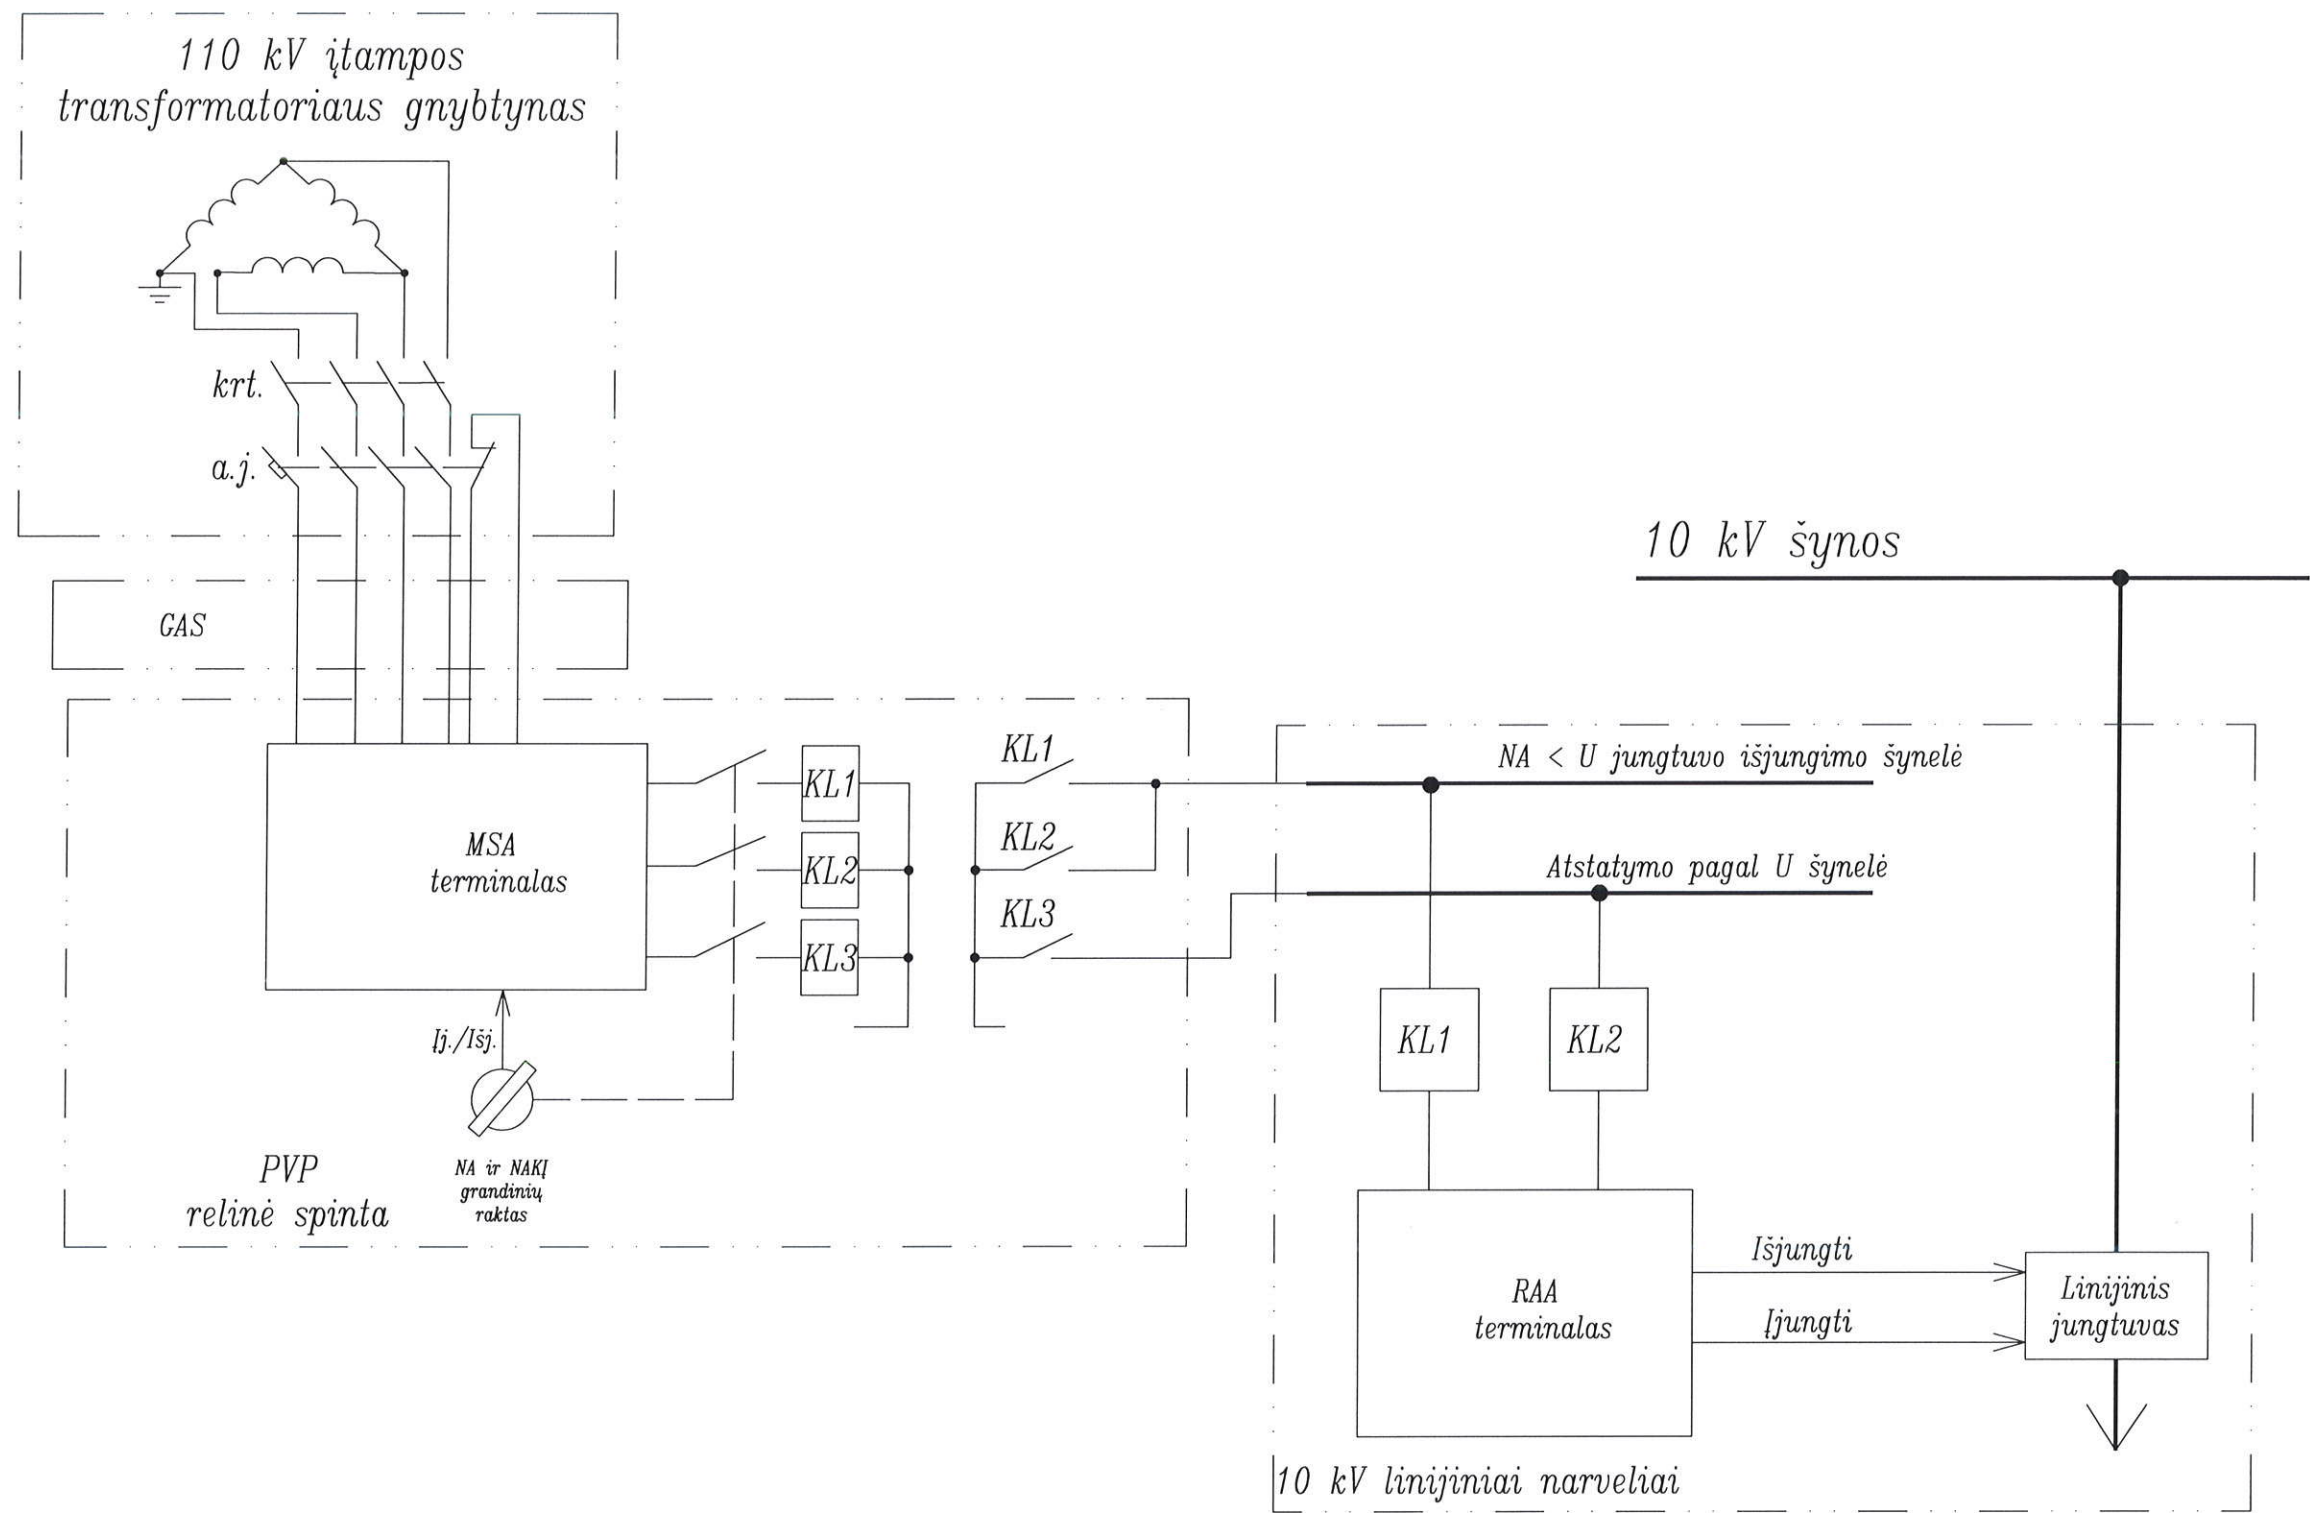 110 kV įtampos
transformatoriaus gnybtynas
krt.
a.j.
GAS
10 kV šynos
MSA
terminalas
KL1
KL2
KL3
KL1
KL2
KL3
NA < U jungtuvo išjungimo šynelė
Atstatymo pagal U šynelė
Įj./Išj.
NA ir NAKĮ
grandinių
raktas
PVP
relinė spinta
KL1
KL2
RAA
terminalas
Išjungti
Įjungti
Linijinis
jungtuvas
10 kV linijiniai narveliai